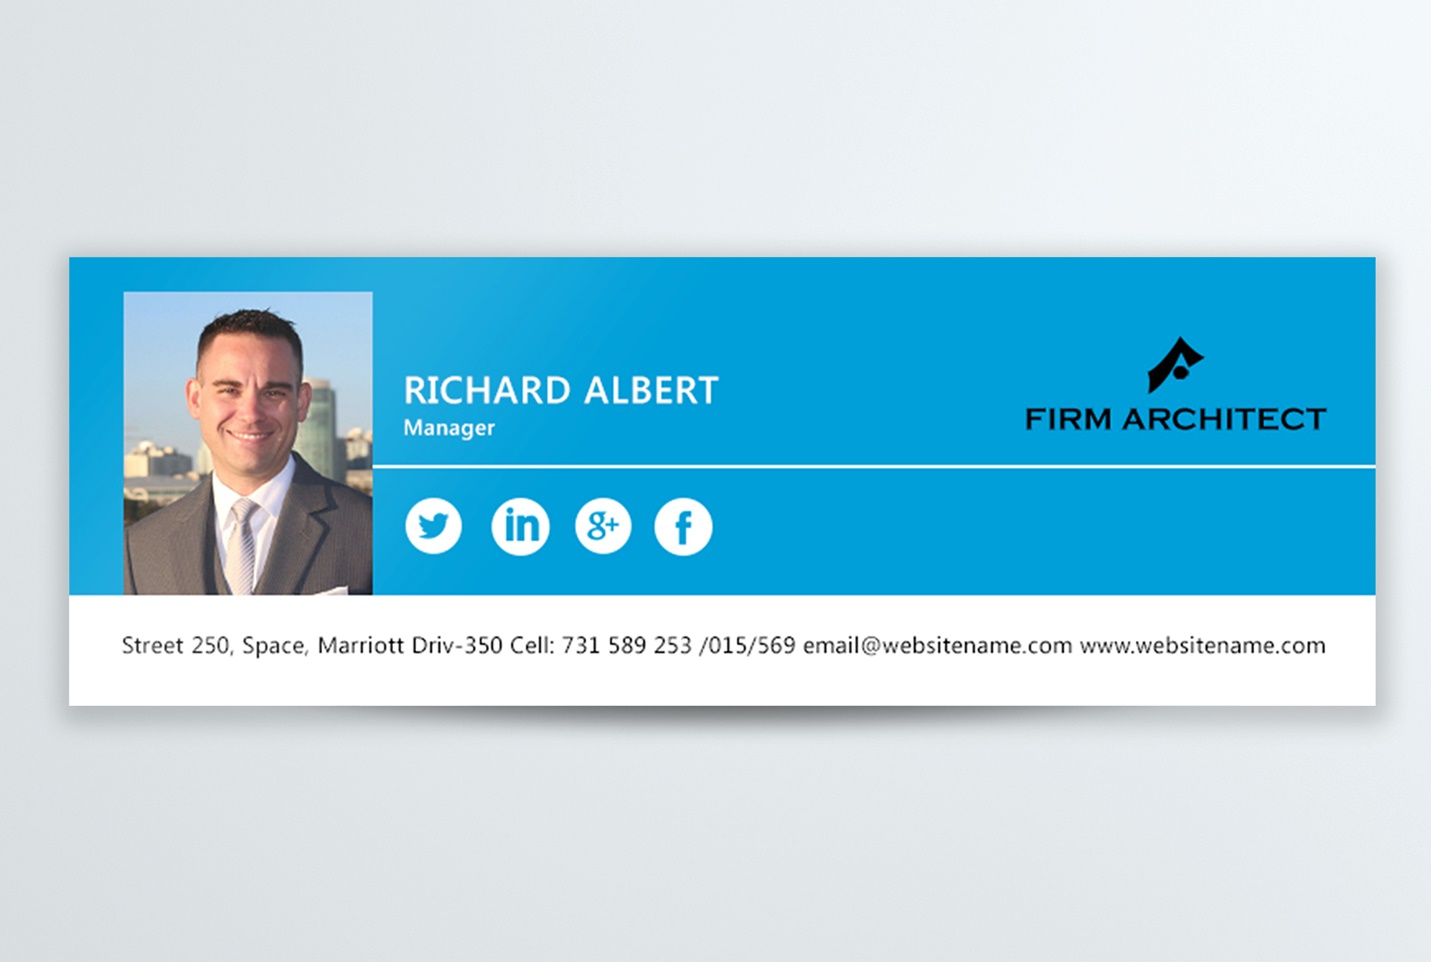 RICHARD ALBERT
Manager
FIRM ARCHITECT
in
g+
f
Street 250, Space, Marriott Driv-350 Cell: 731 589 253 /015/569 email@websitename.com www.websitename.com